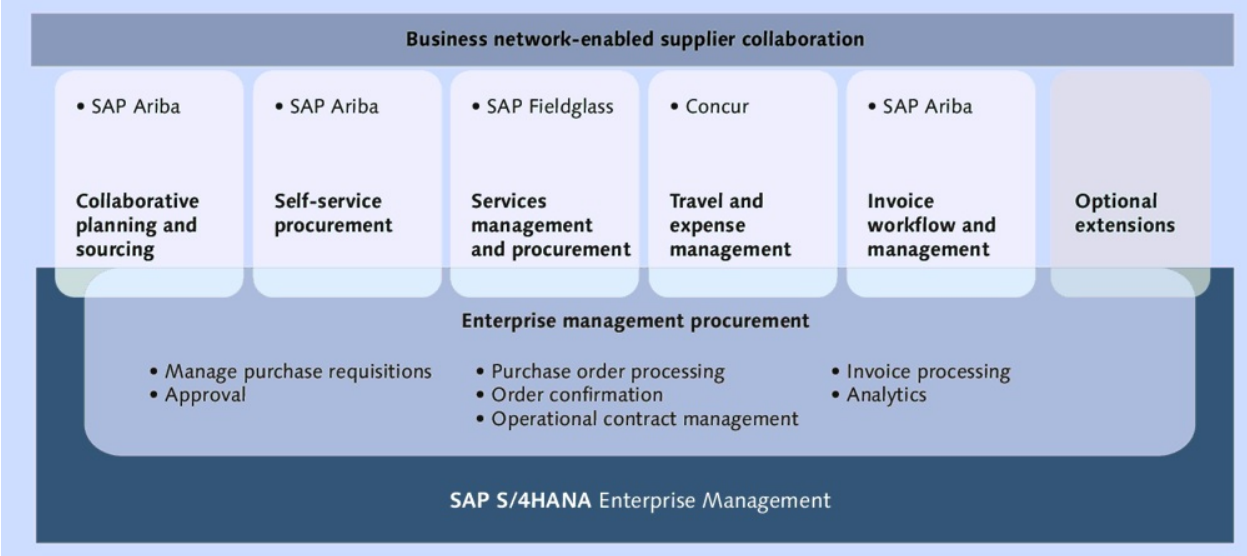 Business network-enabled supplier collaboration
• SAP Ariba
Collaborative
planning and
sourcing
• SAP Ariba
Self-service
procurement
• SAP Fieldglass
Services
management
and procurement
• Concur
Travel and
expense
management
• SAP Ariba
Invoice
workflow and
management
Optional
extensions
Enterprise management procurement
• Manage purchase requisitions
• Approval
• Purchase order processing
• Order confirmation
• Operational contract management
• Invoice processing
• Analytics
SAP S/4HANA Enterprise Management